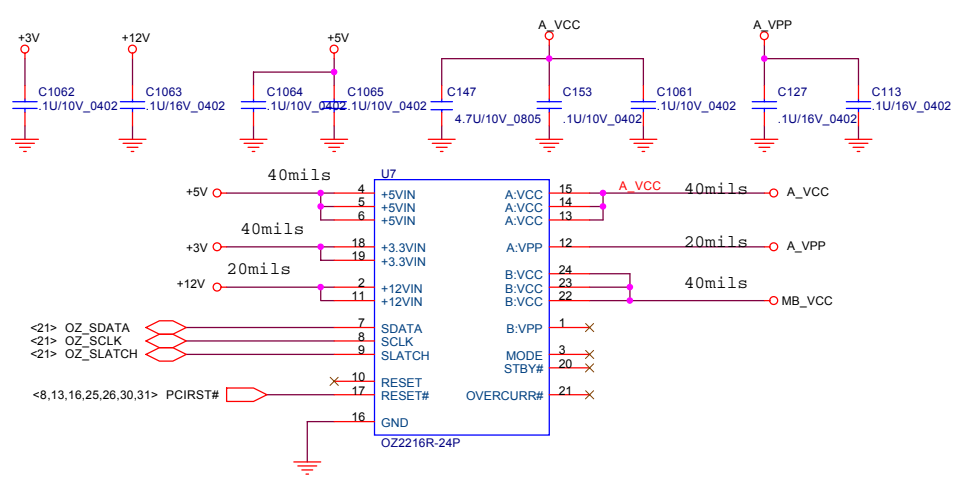 +3V +12V +5V A_VCC A_VPP
C1062 C1063 C1064 C1065 C147 C153 C1061 C127 C113
.1U/10V_0402 .1U/16V_0402 .1U/10V_0402 .1U/10V_0402 4.7U/10V_0805 .1U/10V_0402 .1U/10V_0402 .1U/16V_0402 .1U/16V_0402
U7
40mils
+5V 4 +5VIN A:VCC 15 A_VCC 40mils A_VCC
5 +5VIN A:VCC 14
6 +5VIN A:VCC 13
40mils
+3V 18 +3.3VIN A:VPP 12 20mils A_VPP
19 +3.3VIN
20mils
B:VCC 24
+12V 2 +12VIN B:VCC 23 40mils
11 +12VIN B:VCC 22 MB_VCC
<21> OZ_SDATA 7 SDATA B:VPP 1
<21> OZ_SCLK 8 SCLK
<21> OZ_SLATCH 9 SLATCH MODE 3
STBY# 20
10 RESET
<8,13,16,25,26,30,31> PCIRST# 17 RESET# OVERCURR# 21
16 GND
OZ2216R-24P